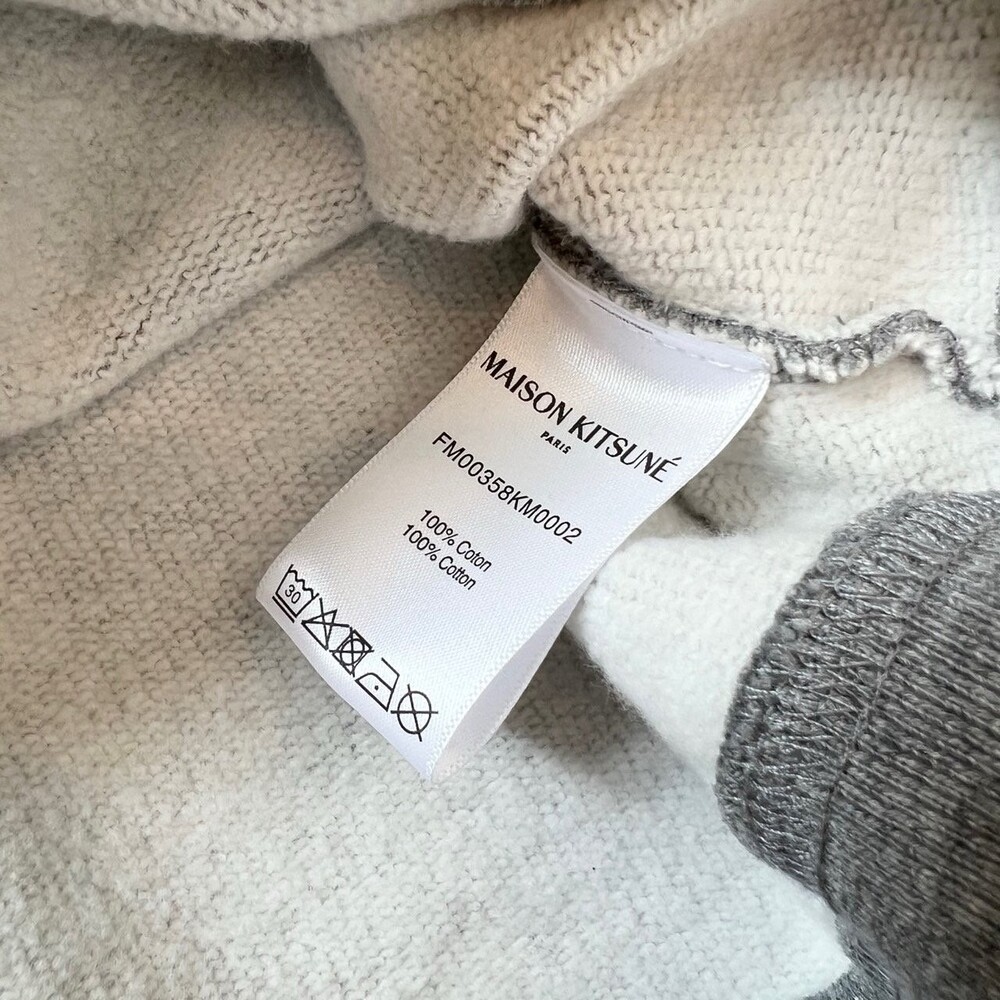 MAISON KITSUNÉ
PARIS
FM00358KM0002
100% Coton
100% Cotton
30